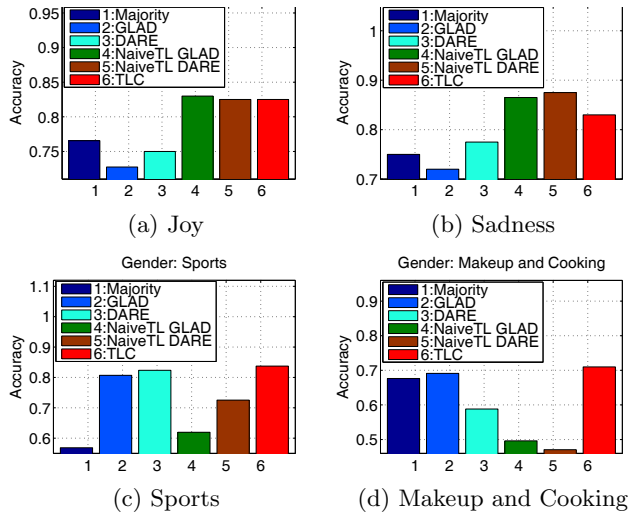 0.95
0.9
0.85
0.8
0.75
Accuracy
1:Majority
2:GLAD
3:DARE
4:NaiveTL GLAD
5:NaiveTL DARE
6:TLC
1 2 3 4 5 6
(a) Joy
1
0.9
0.8
0.7
Accuracy
1:Majority
2:GLAD
3:DARE
4:NaiveTL GLAD
5:NaiveTL DARE
6:TLC
1 2 3 4 5 6
(b) Sadness
Gender: Sports
1.1
1
0.9
0.8
0.7
0.6
Accuracy
1:Majority
2:GLAD
3:DARE
4:NaiveTL GLAD
5:NaiveTL DARE
6:TLC
1 2 3 4 5 6
(c) Sports
Gender: Makeup and Cooking
0.9
0.8
0.7
0.6
0.5
Accuracy
1:Majority
2:GLAD
3:DARE
4:NaiveTL GLAD
5:NaiveTL DARE
6:TLC
1 2 3 4 5 6
(d) Makeup and Cooking